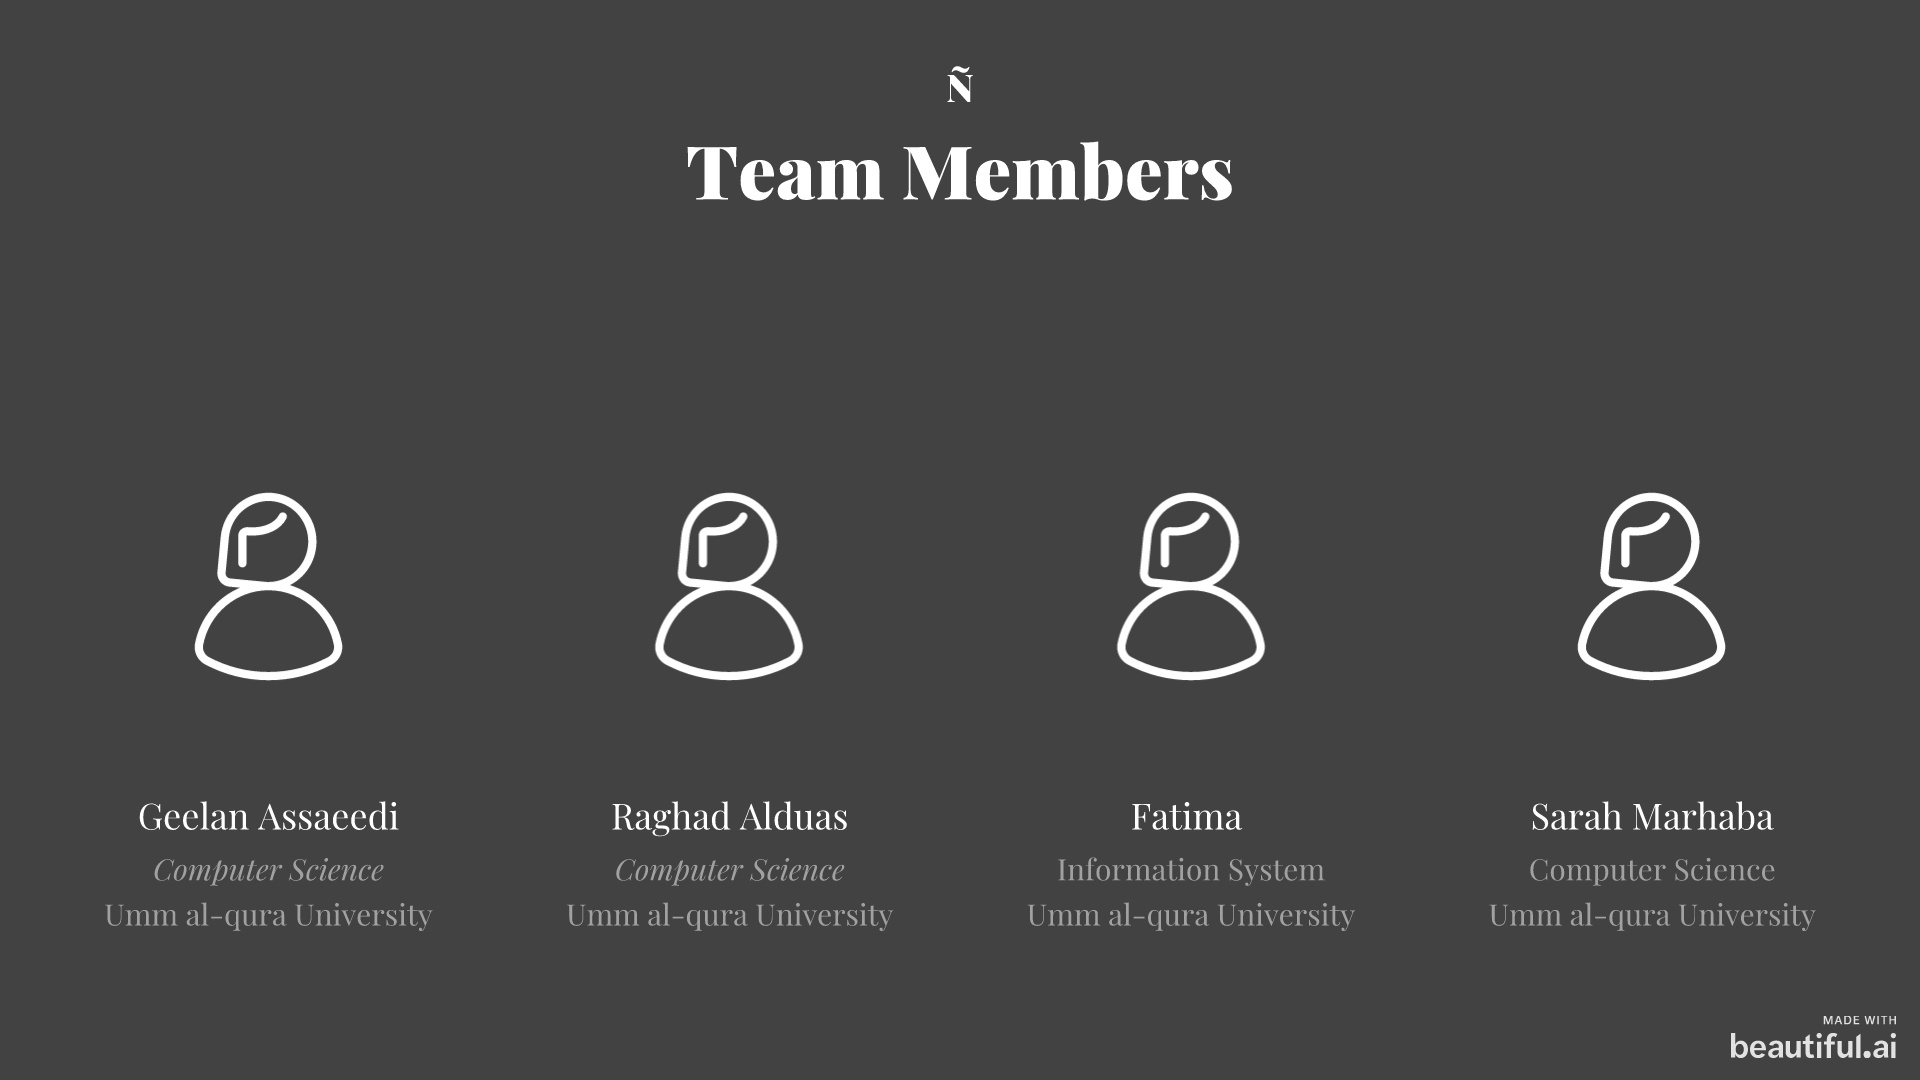 Ñ
Team Members
Geelan Assaeedi
Computer Science
Umm al-qura University
Raghad Alduas
Computer Science
Umm al-qura University
Fatima
Information System
Umm al-qura University
Sarah Marhaba
Computer Science
Umm al-qura University
MADE WITH
beautiful.ai